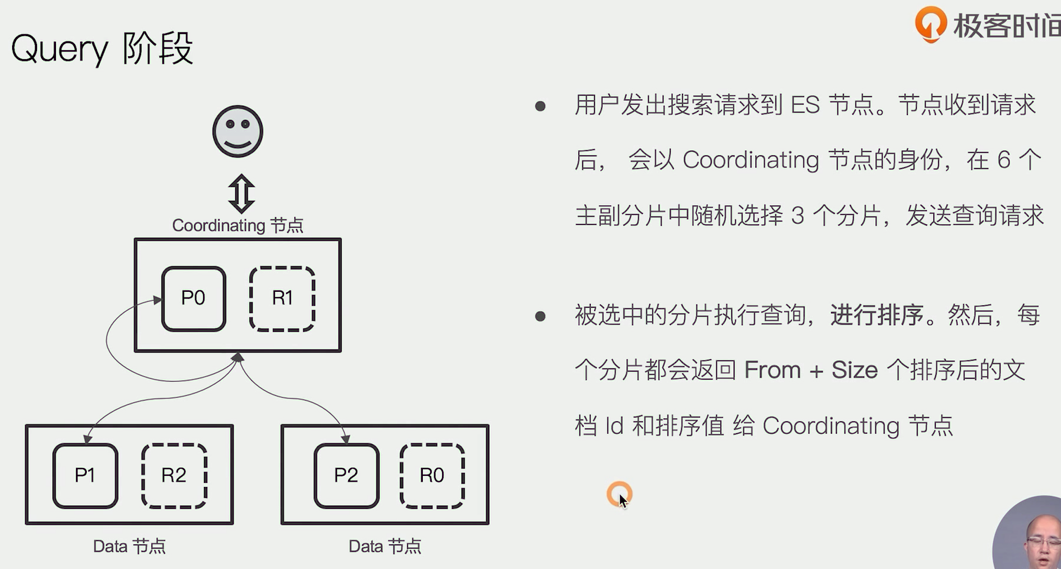 Query 阶段
极客时间
Coordinating 节点
P0
R1
P1
R2
P2
R0
Data 节点
Data 节点
用户发出搜索请求到 ES 节点。节点收到请求
后， 会以 Coordinating 节点的身份，在 6 个
主副分片中随机选择 3 个分片，发送查询请求
被选中的分片执行查询，进行排序。然后，每
个分片都会返回 From + Size 个排序后的文
档 Id 和排序值 给 Coordinating 节点